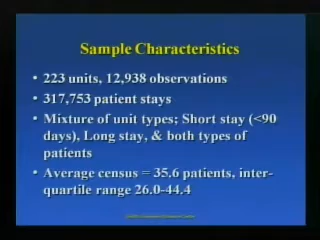 Sample Characteristics
• 223 units, 12,938 observations
• 317,753 patient stays
• Mixture of unit types; Short stay (<90
days), Long stay, & both types of
patients
• Average census = 35.6 patients, inter-
quartile range 26.0-44.4